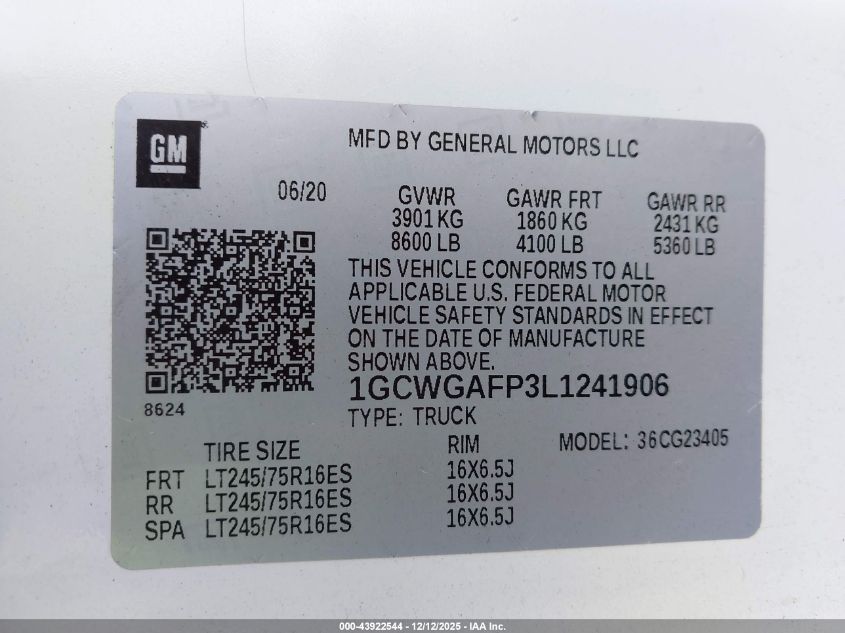 GM
MFD BY GENERAL MOTORS LLC
06/20
GVWR GAWR FRT GAWR RR
3901 KG 1860 KG 2431 KG
8600 LB 4100 LB 5360 LB
THIS VEHICLE CONFORMS TO ALL
APPLICABLE U.S. FEDERAL MOTOR
VEHICLE SAFETY STANDARDS IN EFFECT
ON THE DATE OF MANUFACTURE
SHOWN ABOVE.
8624
1GCWGAFP3L1241906
TYPE: TRUCK
TIRE SIZE RIM MODEL: 36CG23405
FRT LT245/75R16ES 16X6.5J
RR LT245/75R16ES 16X6.5J
SPA LT245/75R16ES 16X6.5J
000-43922544 - 12/12/2025 - IAA Inc.